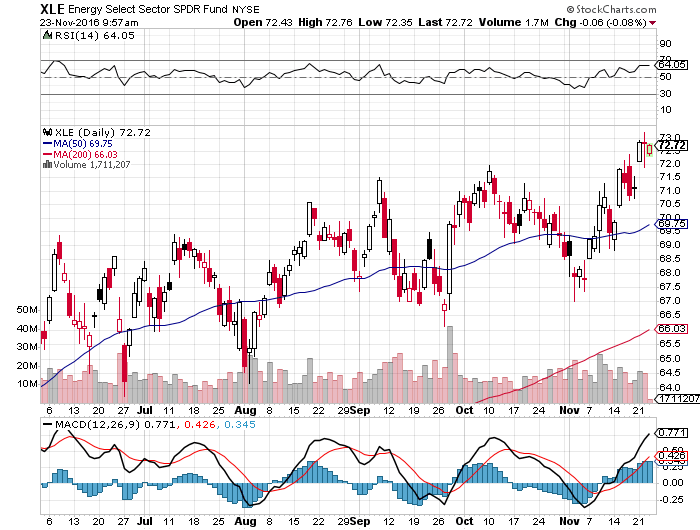 XLE Energy Select Sector SPDR Fund NYSE © StockCharts.com
23-Nov-2016 9:57am Open 72.43 High 72.76 Low 72.35 Last 72.72 Volume 1.7M Chg -0.06 (-0.08%)
RSI(14) 64.05
90
70
64.05
50
30
10
XLE (Daily) 72.72
MA(50) 69.75
MA(200) 66.03
Volume 1,711,207
73.0
72.72
72.5
72.0
71.5
71.0
70.5
70.0
69.75
69.5
69.0
68.5
68.0
67.5
67.0
66.5
66.03
65.5
65.0
64.5
64.0
1711207
50M
40M
30M
20M
10M
6 13 20 27 Jul 11 18 25 Aug 8 15 22 29 Sep 12 19 26 Oct 10 17 24 Nov 7 14 21
MACD(12,26,9) 0.771, 0.426, 0.345
0.771
0.50
0.426
0.25
0.00
-0.25
6 13 20 27 Jul 11 18 25 Aug 8 15 22 29 Sep 12 19 26 Oct 10 17 24 Nov 7 14 21